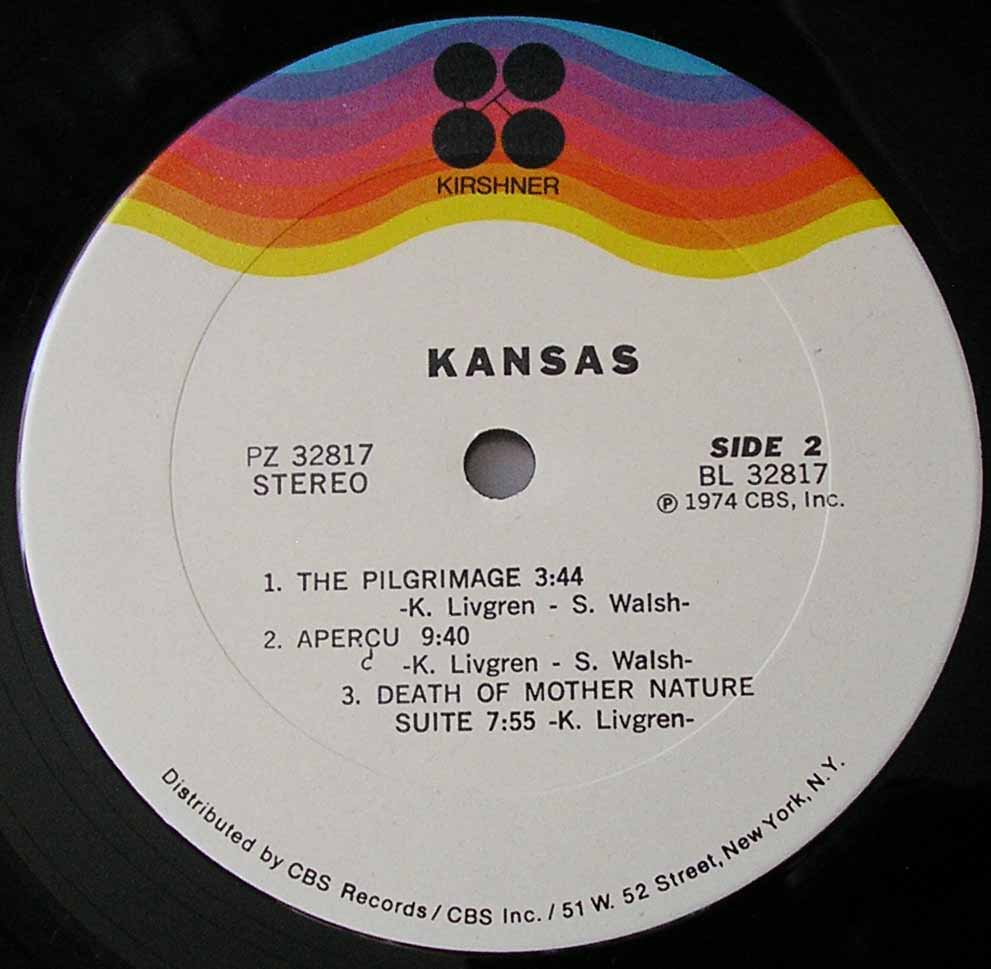 KIRSHNER
KANSAS
PZ 32817
STEREO
SIDE 2
BL 32817
℗ 1974 CBS, Inc.
1. THE PILGRIMAGE 3:44
-K. Livgren - S. Walsh-
2. APERÇU 9:40
-K. Livgren - S. Walsh-
3. DEATH OF MOTHER NATURE
SUITE 7:55 -K. Livgren-
Distributed by CBS Records / CBS Inc. / 51 W. 52 Street, New York, N.Y.